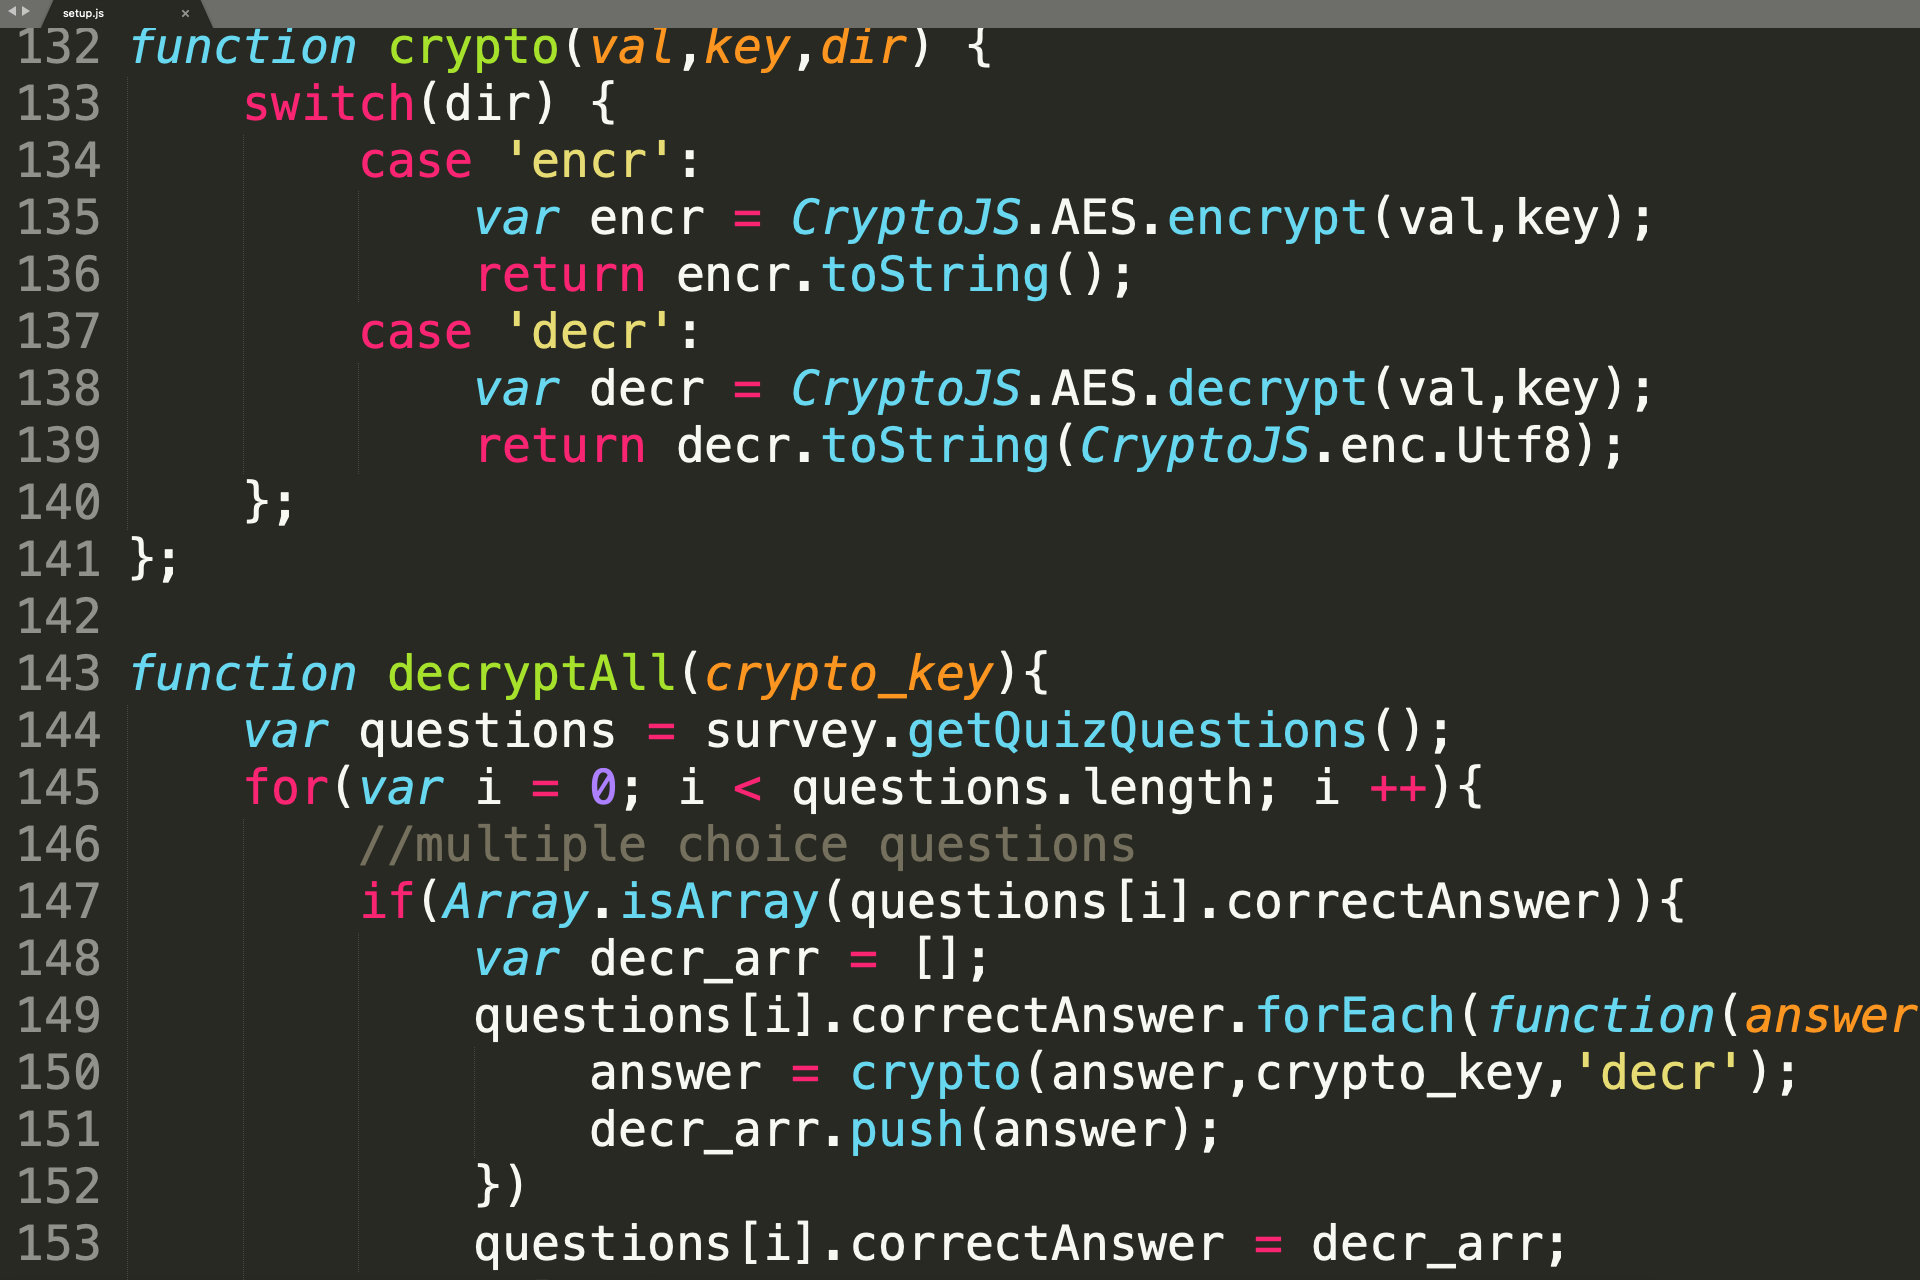 setup.js ×
132 function crypto(val,key,dir) {
133 switch(dir) {
134 case 'encr':
135 var encr = CryptoJS.AES.encrypt(val,key);
136 return encr.toString();
137 case 'decr':
138 var decr = CryptoJS.AES.decrypt(val,key);
139 return decr.toString(CryptoJS.enc.Utf8);
140 };
141 };
142
143 function decryptAll(crypto_key){
144 var questions = survey.getQuizQuestions();
145 for(var i = 0; i < questions.length; i ++){
146 //multiple choice questions
147 if(Array.isArray(questions[i].correctAnswer)){
148 var decr_arr = [];
149 questions[i].correctAnswer.forEach(function(answer
150 answer = crypto(answer,crypto_key,'decr');
151 decr_arr.push(answer);
152 })
153 questions[i].correctAnswer = decr_arr;